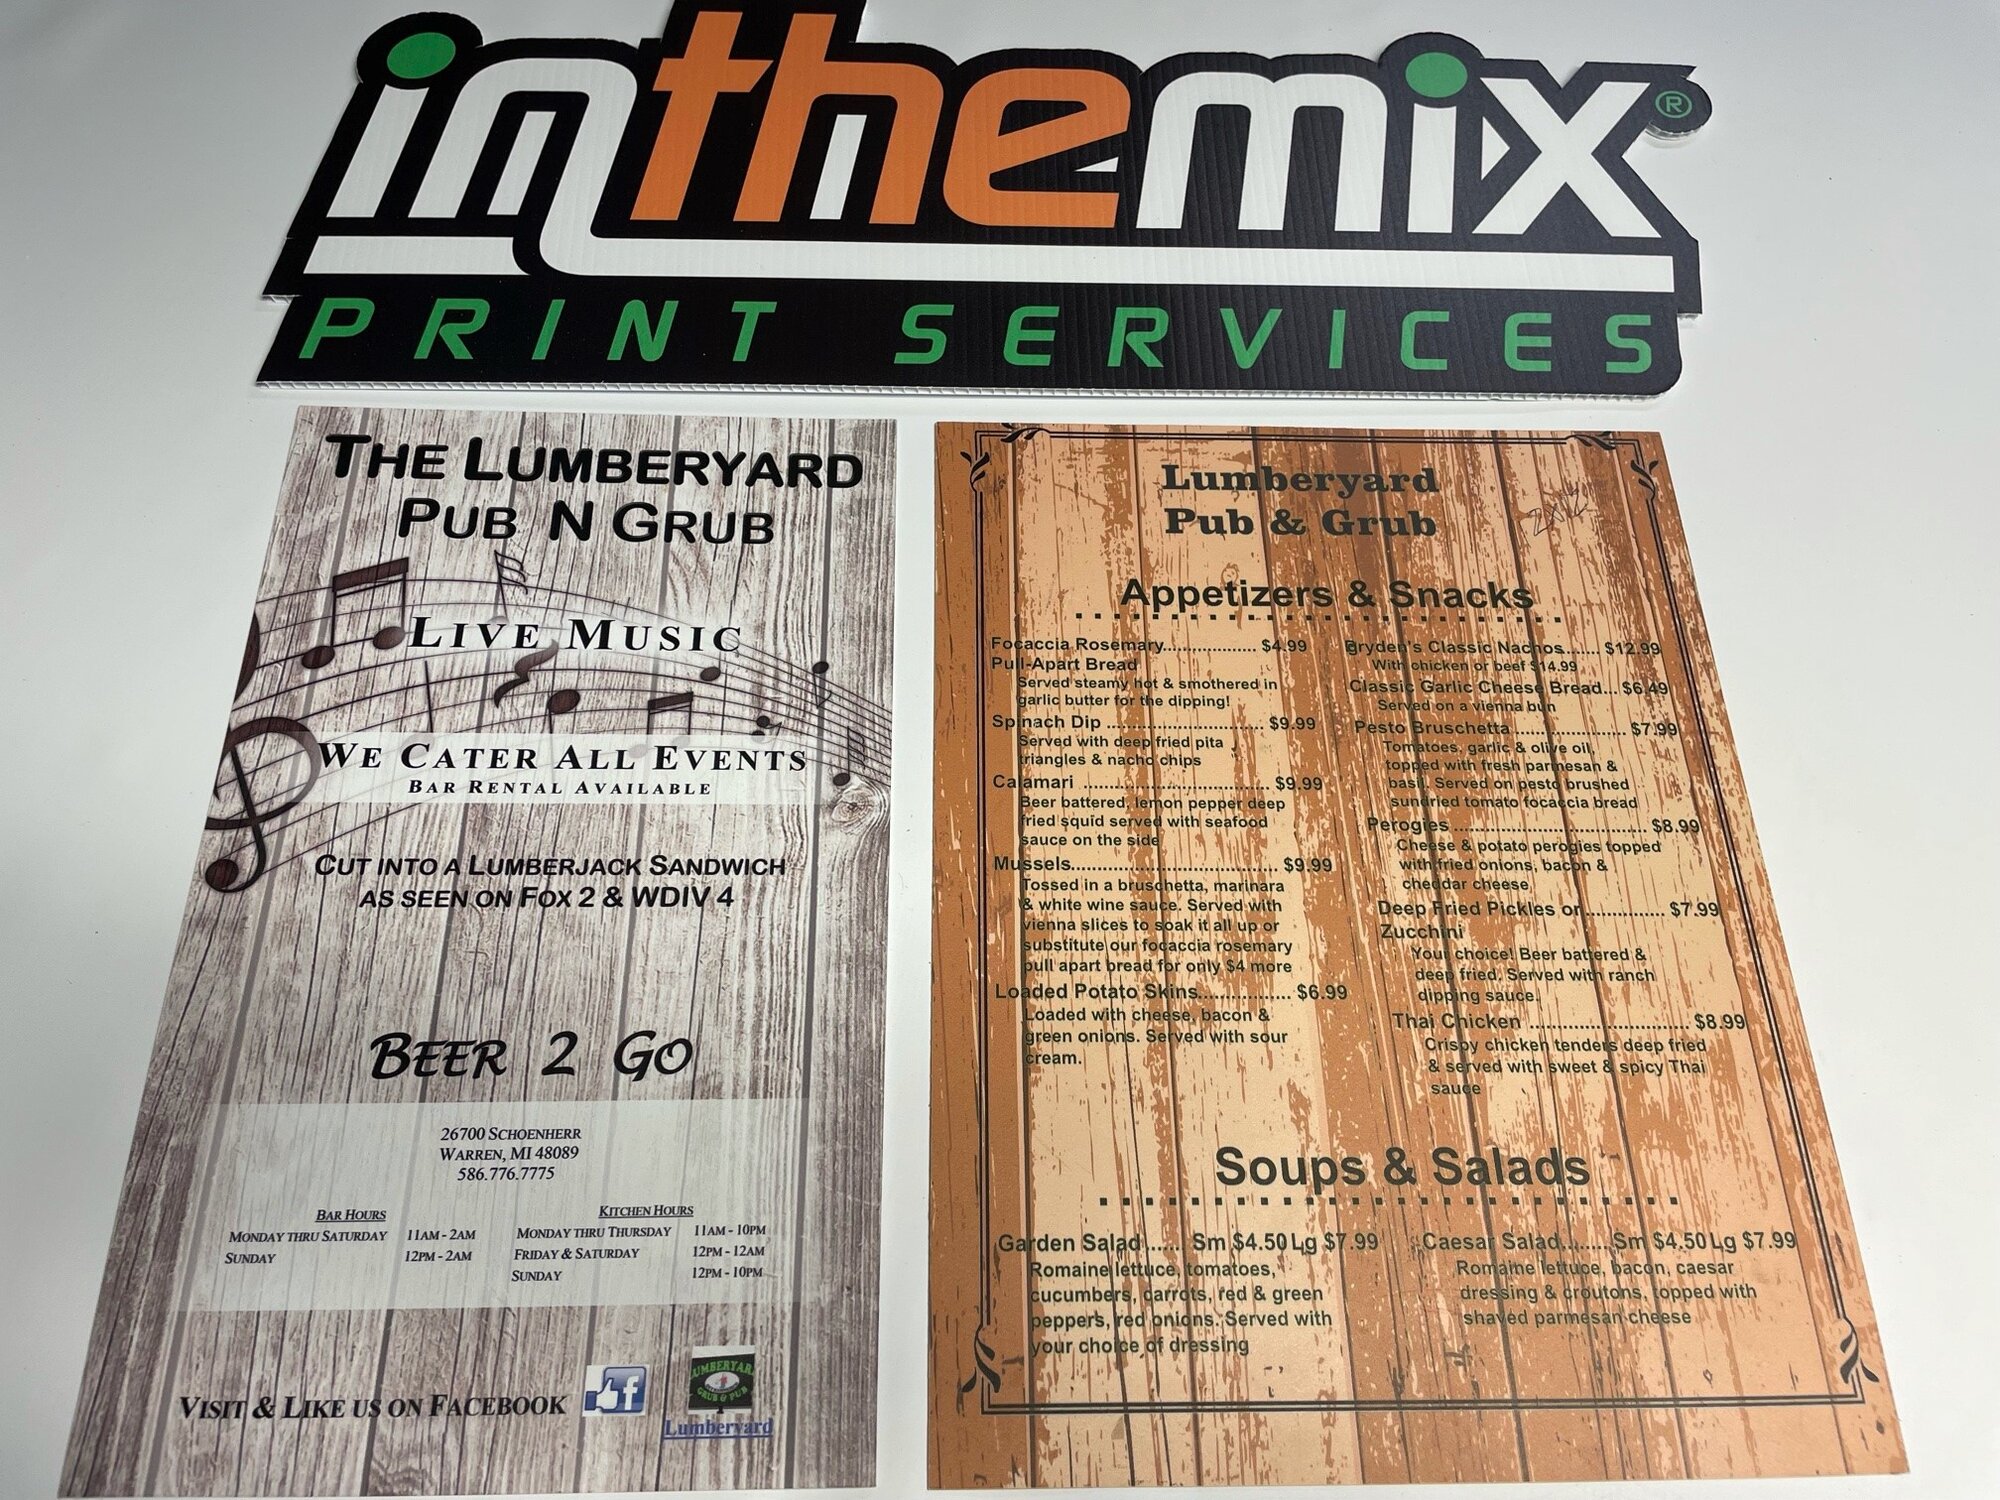 inthemix®
PRINT SERVICES
THE LUMBERYARD
PUB N GRUB
LIVE MUSIC
WE CATER ALL EVENTS
BAR RENTAL AVAILABLE
CUT INTO A LUMBERJACK SANDWICH
AS SEEN ON FOX 2 & WDIV 4
BEER 2 GO
26700 SCHOENHERR
WARREN, MI 48089
586.776.7775
BAR HOURS
MONDAY THRU SATURDAY 11AM - 2AM
SUNDAY 12PM - 2AM
KITCHEN HOURS
MONDAY THRU THURSDAY 11AM - 10PM
FRIDAY & SATURDAY 12PM - 12AM
SUNDAY 12PM - 10PM
VISIT & LIKE US ON FACEBOOK
f
LUMBERYARD
GRUB & PUB
Lumberyard
Lumberyard
Pub & Grub
Appetizers & Snacks
Focaccia Rosemary................... $4.99
Pull-Apart Bread
Served steamy hot & smothered in
garlic butter for the dipping!
Spinach Dip ............................ $9.99
Served with deep fried pita
triangles & nacho chips
Calamari ................................. $9.99
Beer battered, lemon pepper deep
fried squid served with seafood
sauce on the side
Mussels................................... $9.99
Tossed in a bruschetta, marinara
& white wine sauce. Served with
vienna slices to soak it all up or
substitute our focaccia rosemary
pull apart bread for only $4 more
Loaded Potato Skins................ $6.99
Loaded with cheese, bacon &
green onions. Served with sour
cream.
Bryden's Classic Nachos....... $12.99
With chicken or beef $14.99
Classic Garlic Cheese Bread... $6.49
Served on a vienna bun
Pesto Bruschetta ..................... $7.99
Tomatoes, garlic & olive oil,
topped with fresh parmesan &
basil. Served on pesto brushed
sundried tomato focaccia bread
Perogies .................................. $8.99
Cheese & potato perogies topped
with fried onions, bacon &
cheddar cheese
Deep Fried Pickles or............... $7.99
Zucchini
Your choice! Beer battered &
deep fried. Served with ranch
dipping sauce.
Thai Chicken ............................. $8.99
Crispy chicken tenders deep fried
& served with sweet & spicy Thai
sauce
Soups & Salads
Garden Salad ...... Sm $4.50 Lg $7.99
Romaine lettuce, tomatoes,
cucumbers, carrots, red & green
peppers, red onions. Served with
your choice of dressing
Caesar Salad........ Sm $4.50 Lg $7.99
Romaine lettuce, bacon, caesar
dressing & croutons, topped with
shaved parmesan cheese